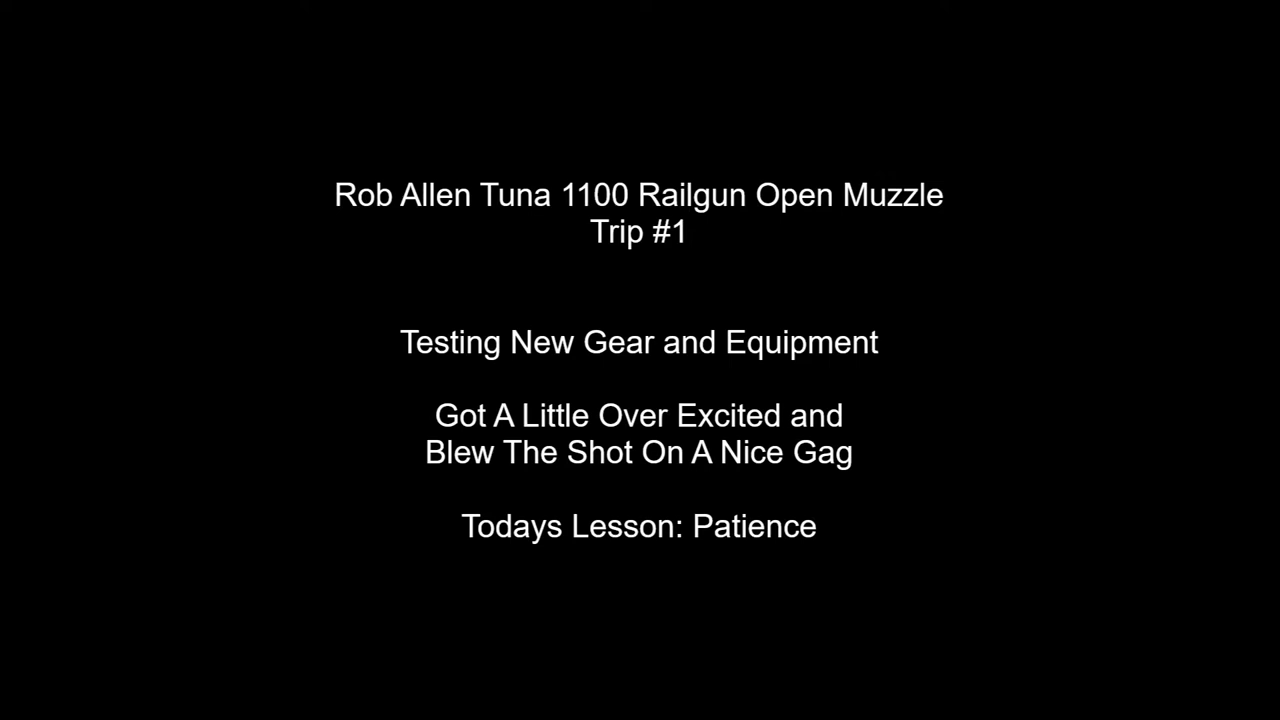 Rob Allen Tuna 1100 Railgun Open Muzzle
Trip #1
Testing New Gear and Equipment
Got A Little Over Excited and
Blew The Shot On A Nice Gag
Todays Lesson: Patience